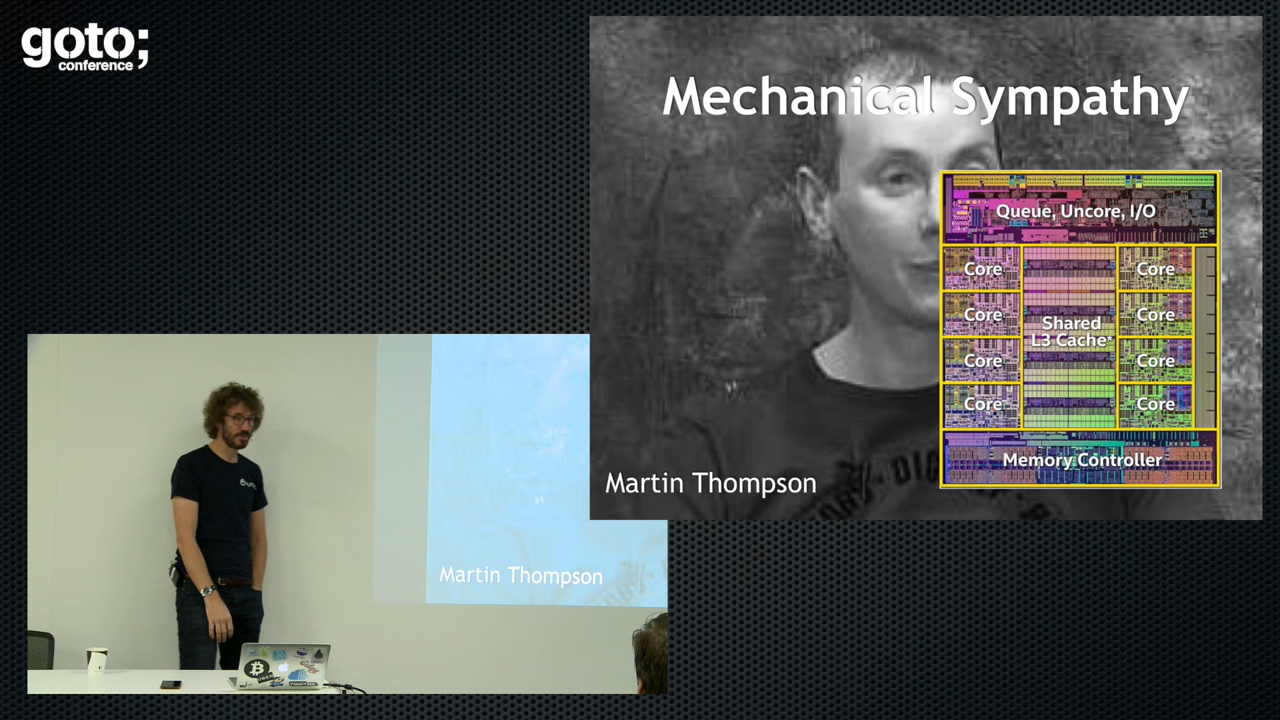 goto;
conference
Mechanical Sympathy
Queue, Uncore, I/O
Core
Core
Core
Shared
L3 Cache*
Core
Core
Core
Core
Core
Memory Controller
Martin Thompson
Martin Thompson